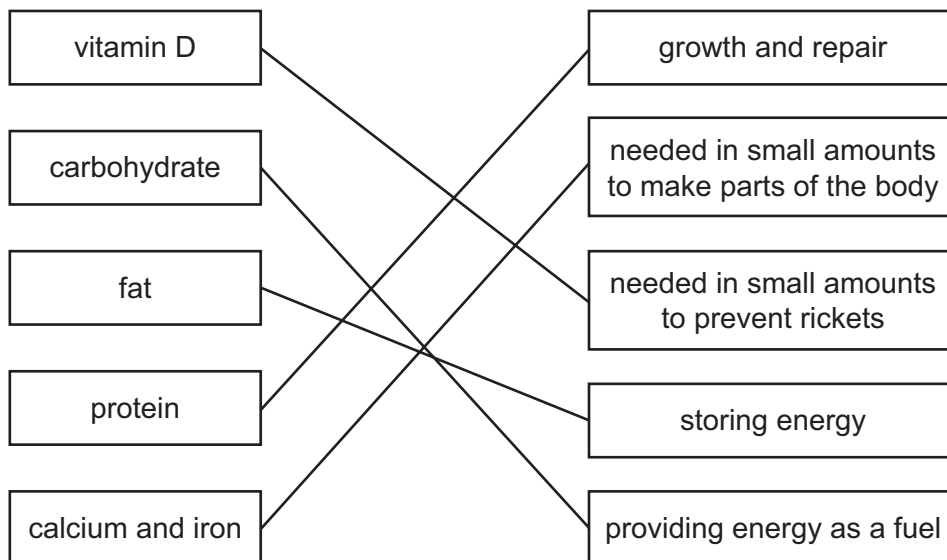 vitamin D
carbohydrate
fat
protein
calcium and iron
growth and repair
needed in small amounts
to make parts of the body
needed in small amounts
to prevent rickets
storing energy
providing energy as a fuel